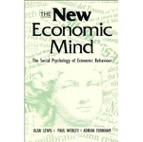 THE New
Economic
Mind
The Social Psychology of Economic Behaviour
ALAN LEWIS · PAUL WEBLEY · ADRIAN FURNHAM